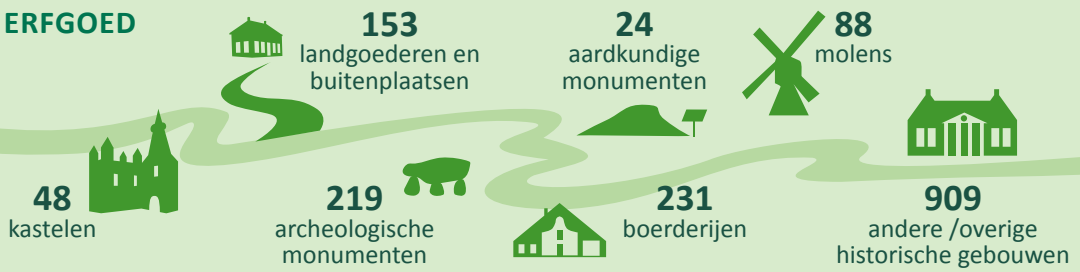 ERFGOED
153
landgoederen en
buitenplaatsen
24
aardkundige
monumenten
88
molens
48
kastelen
219
archeologische
monumenten
231
boerderijen
909
andere /overige
historische gebouwen